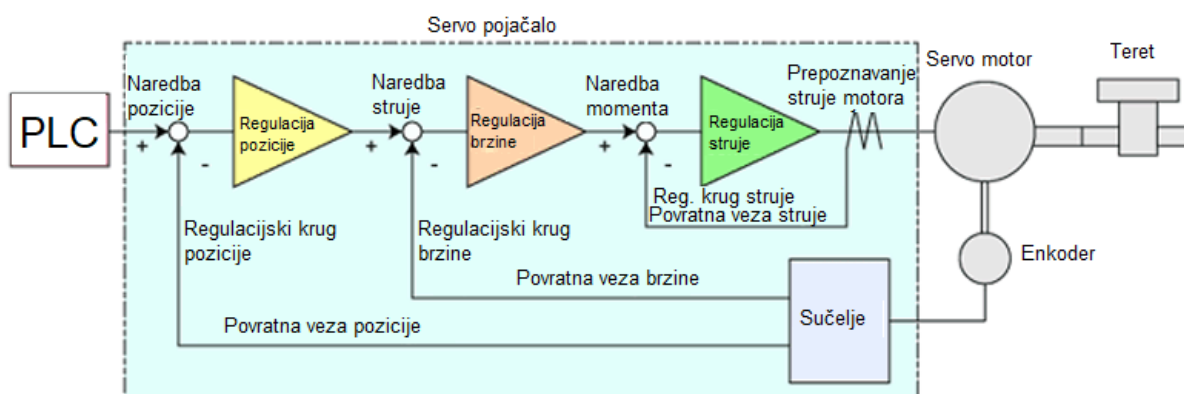 Servo pojačalo
Servo motor
Teret
PLC
Naredba
pozicije
Naredba
struje
Naredba
momenta
Prepoznavanje
struje motora
Regulacija
pozicije
Regulacija
brzine
Regulacija
struje
+
-
+
-
+
-
Reg. krug struje
Povratna veza struje
Regulacijski krug
pozicije
Regulacijski krug
brzine
Enkoder
Povratna veza brzine
Sučelje
Povratna veza pozicije